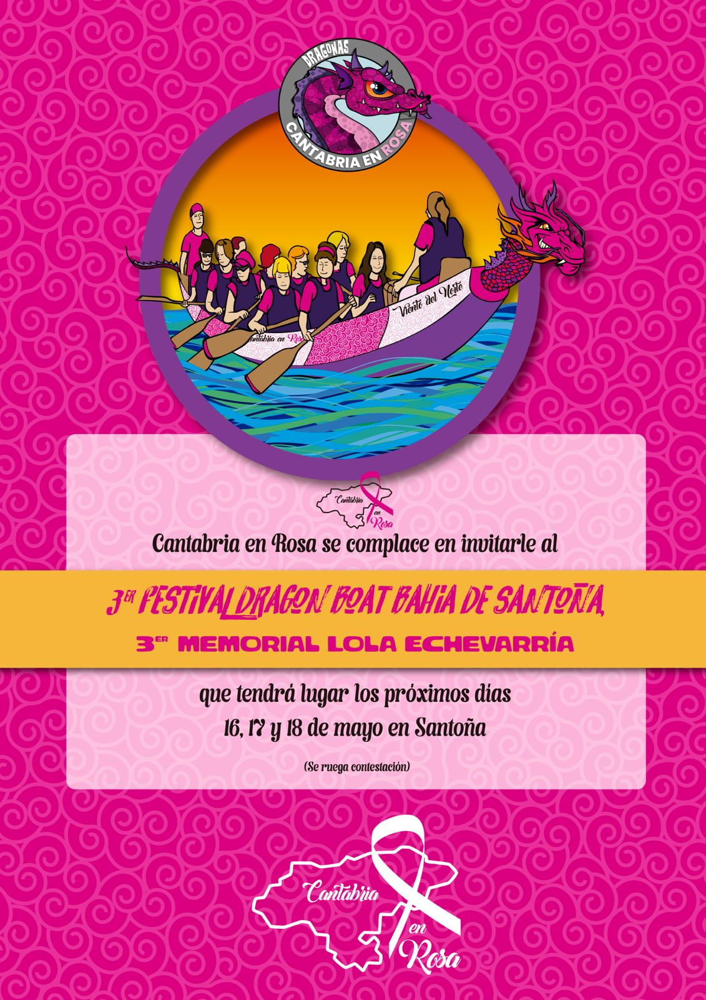 DRAGONAS
CANTABRIA EN ROSA
Viento del Norte
Cantabria en Rosa
Cantabria
en
Rosa
Cantabria en Rosa se complace en invitarle al
3ER FESTIVAL DRAGON BOAT BAHIA DE SANTOÑA,
3ER MEMORIAL LOLA ECHEVARRÍA
que tendrá lugar los próximos días
16, 17 y 18 de mayo en Santoña
(Se ruega contestación)
Cantabria
en
Rosa